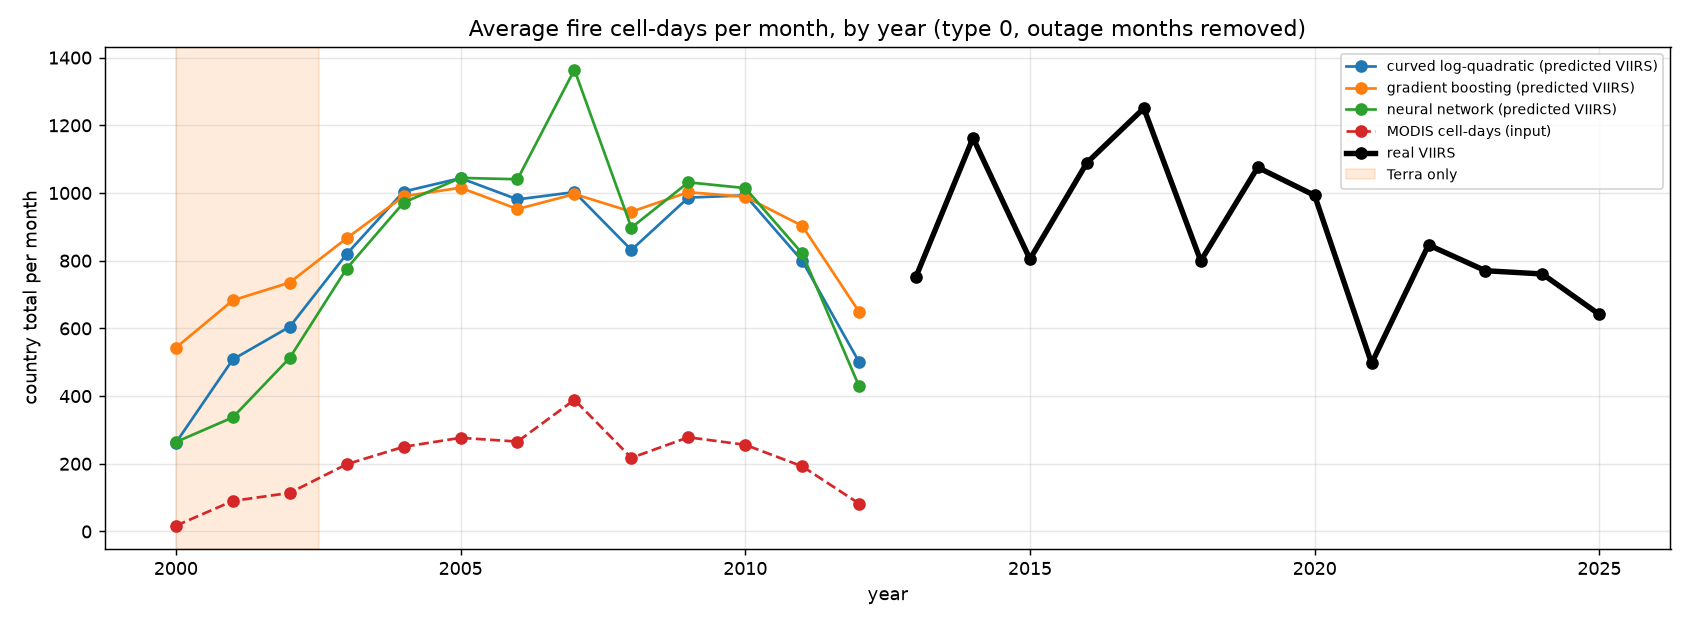 Average fire cell-days per month, by year (type 0, outage months removed)
curved log-quadratic (predicted VIIRS)
gradient boosting (predicted VIIRS)
neural network (predicted VIIRS)
MODIS cell-days (input)
real VIIRS
Terra only
country total per month
1400
1200
1000
800
600
400
200
0
2000
2005
2010
2015
2020
2025
year